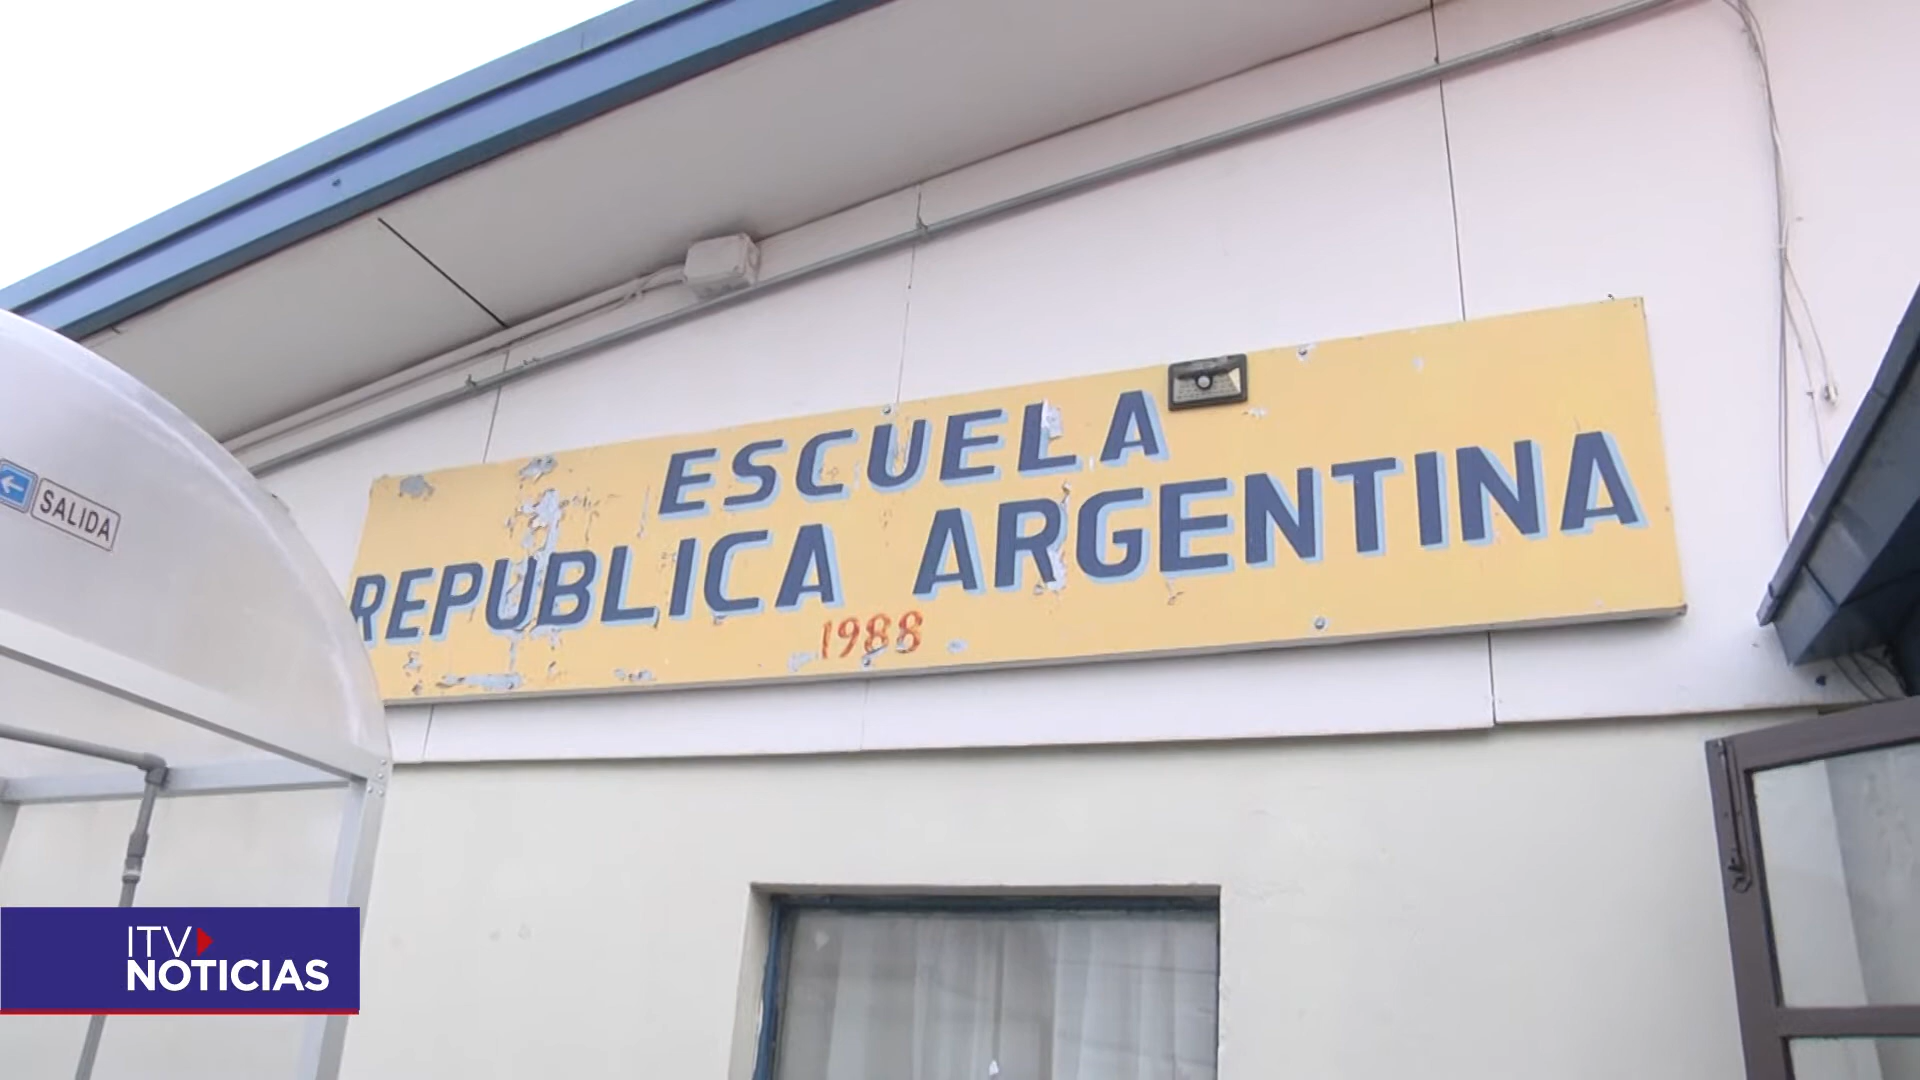 ESCUELA
REPUBLICA ARGENTINA
1988
SALIDA
ITV
NOTICIAS